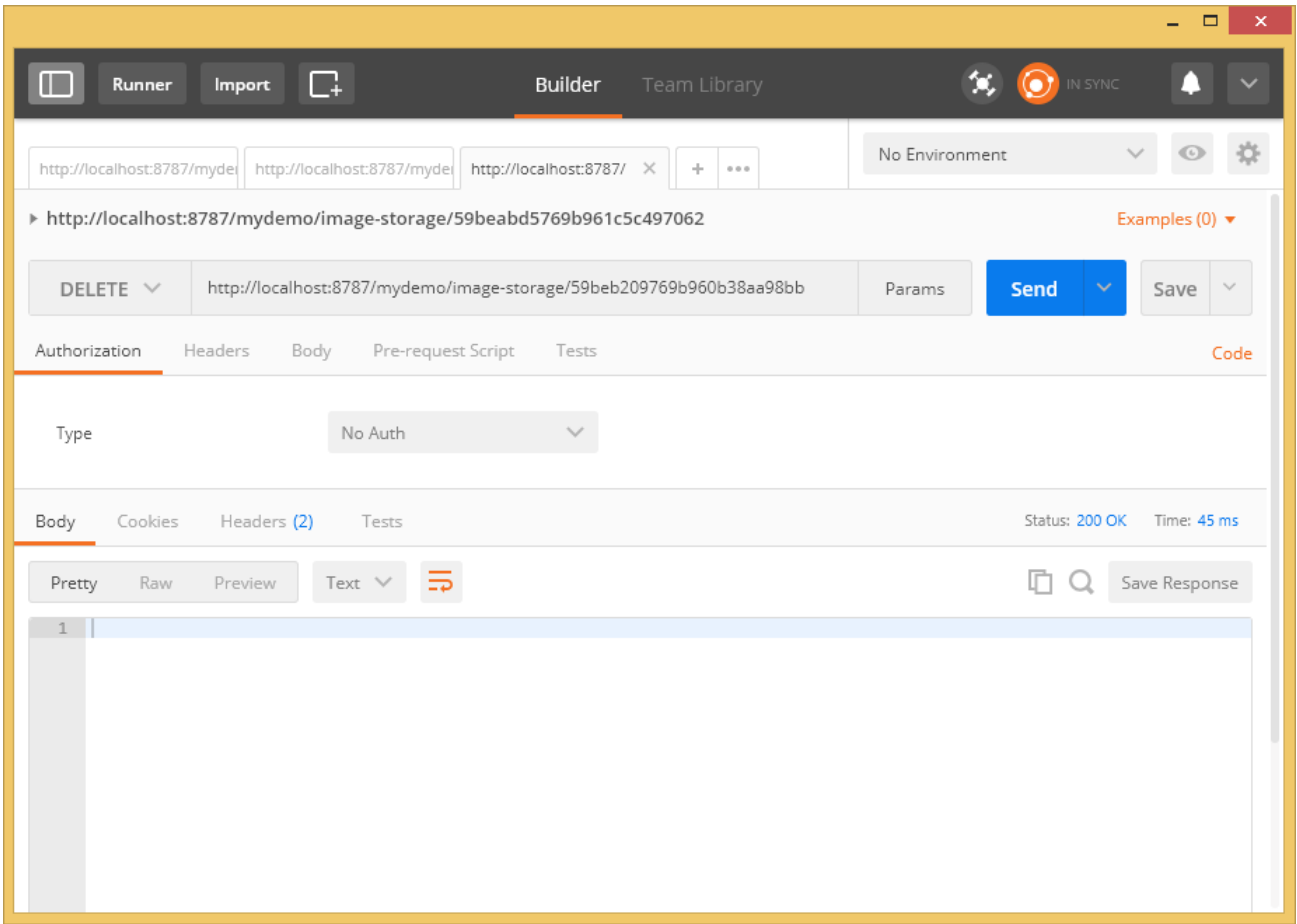 Runner Import Builder Team Library IN SYNC
http://localhost:8787/mydem http://localhost:8787/mydem http://localhost:8787/ No Environment
http://localhost:8787/mydemo/image-storage/59beabd5769b961c5c497062 Examples (0)
DELETE http://localhost:8787/mydemo/image-storage/59beb209769b960b38aa98bb Params Send Save
Authorization Headers Body Pre-request Script Tests Code
Type No Auth
Body Cookies Headers (2) Tests Status: 200 OK Time: 45 ms
Pretty Raw Preview Text Save Response
1